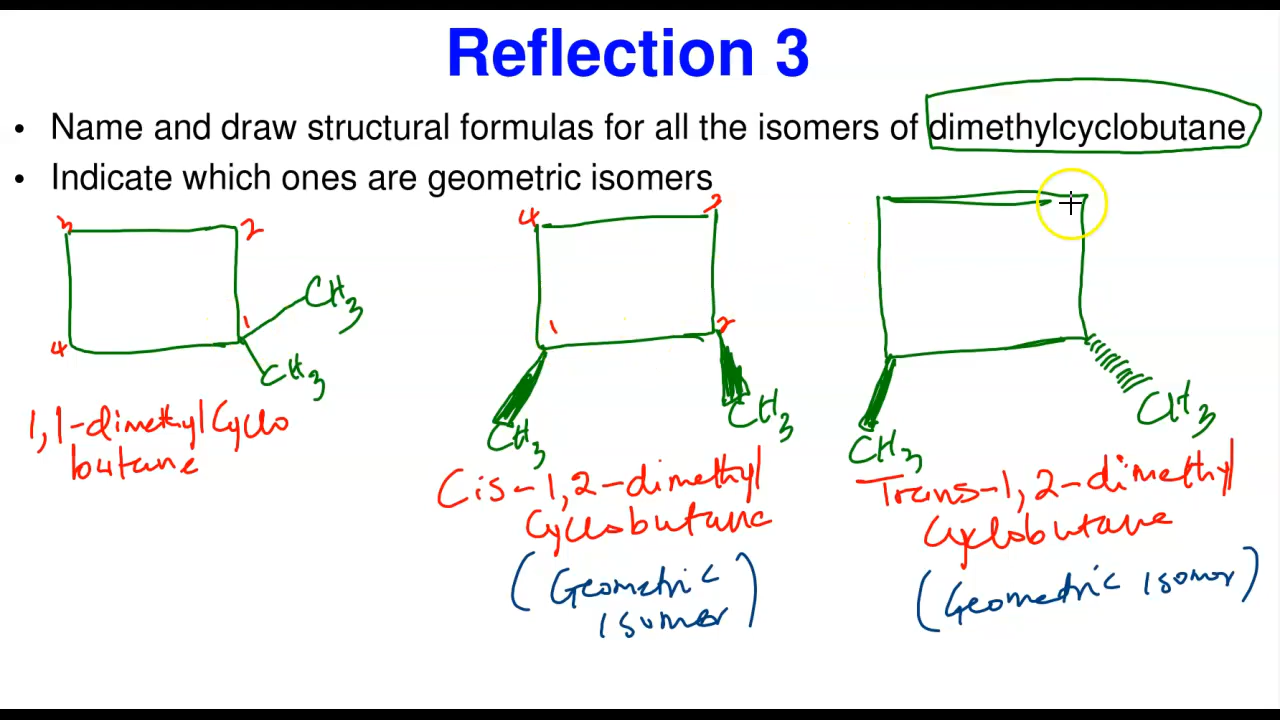 Reflection 3
• Name and draw structural formulas for all the isomers of dimethylcyclobutane
• Indicate which ones are geometric isomers
3 2
4 1
CH3
CH3
1,1-dimethylCyclo
butane
4 3
1 2
CH3 CH3
Cis-1,2-dimethyl
Cyclobutane
(Geometric
isomer)
CH3 CH3
Trans-1,2-dimethyl
Cyclobutane
(Geometric isomer)